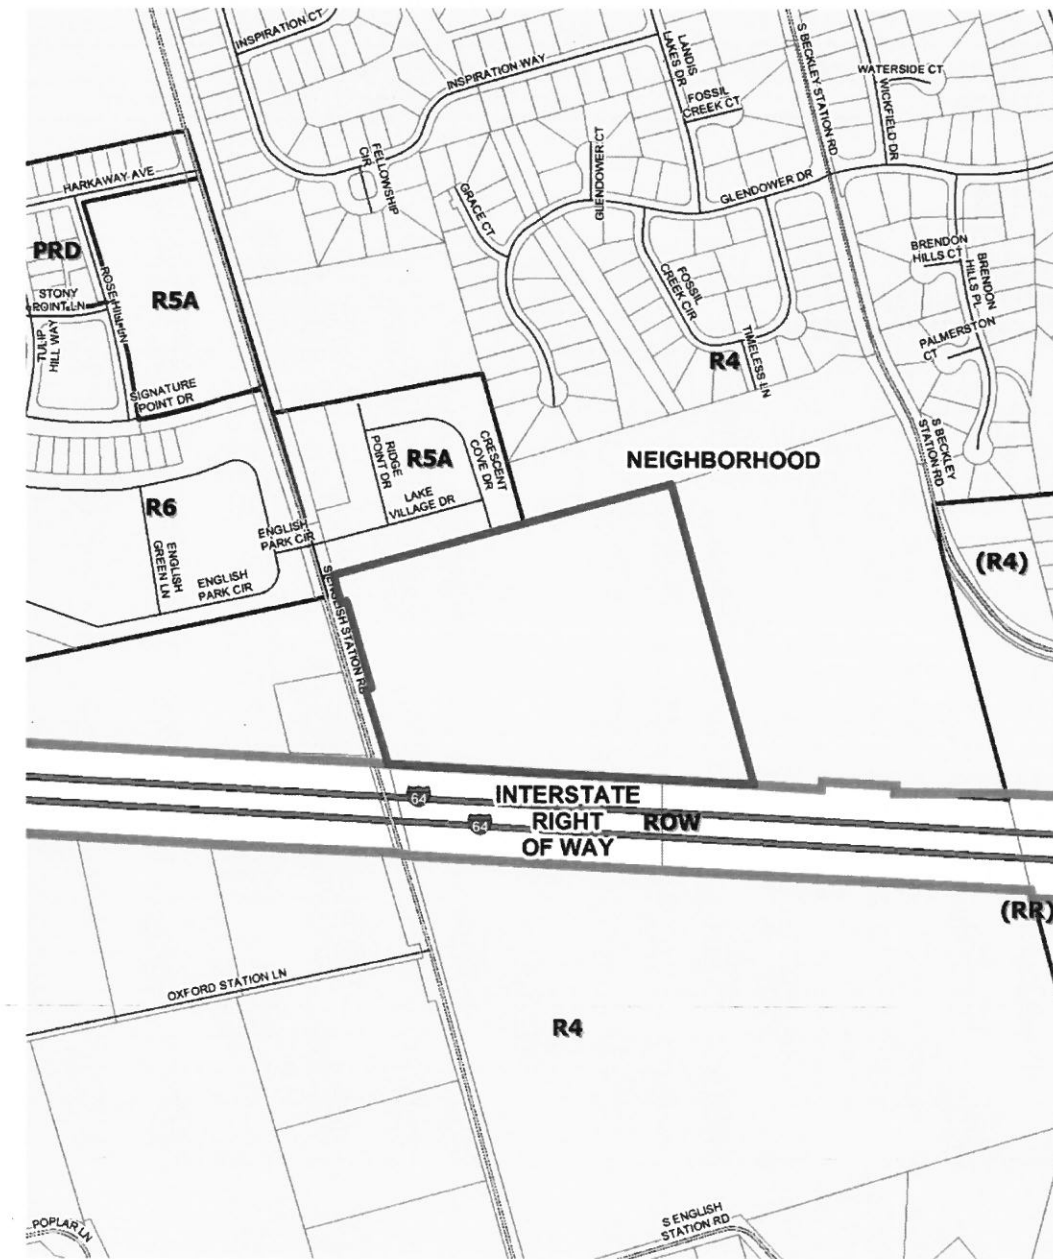 INSPIRATION CT
INSPIRATION WAY
LANDIS
LAKES DR
S BECKLEY STATION RD
WATERSIDE CT
WICKFIELD DR
FOSSIL
CREEK CT
FELLOWSHIP
CIR
HARKAWAY AVE
GRACE CT
GLENDOWER CT
GLENDOWER DR
PRD
ROSE HILL LN
R5A
STONY
POINT LN
TULIP
HILL WAY
SIGNATURE
POINT DR
FOSSIL
CREEK CIR
TIMELESS LN
R4
BRENDON
HILLS CT
BRENDON
HILLS PL
PALMERSTON
CT
S BECKLEY
STATION RD
RIDGE
POINT DR
R5A
CRESCENT
COVE DR
LAKE
VILLAGE DR
NEIGHBORHOOD
R6
ENGLISH
PARK CIR
ENGLISH
GREEN LN
ENGLISH
PARK CIR
(R4)
S ENGLISH STATION RD
64
INTERSTATE
64
RIGHT
ROW
OF WAY
(RR)
OXFORD STATION LN
R4
POPLAR LN
S ENGLISH
STATION RD